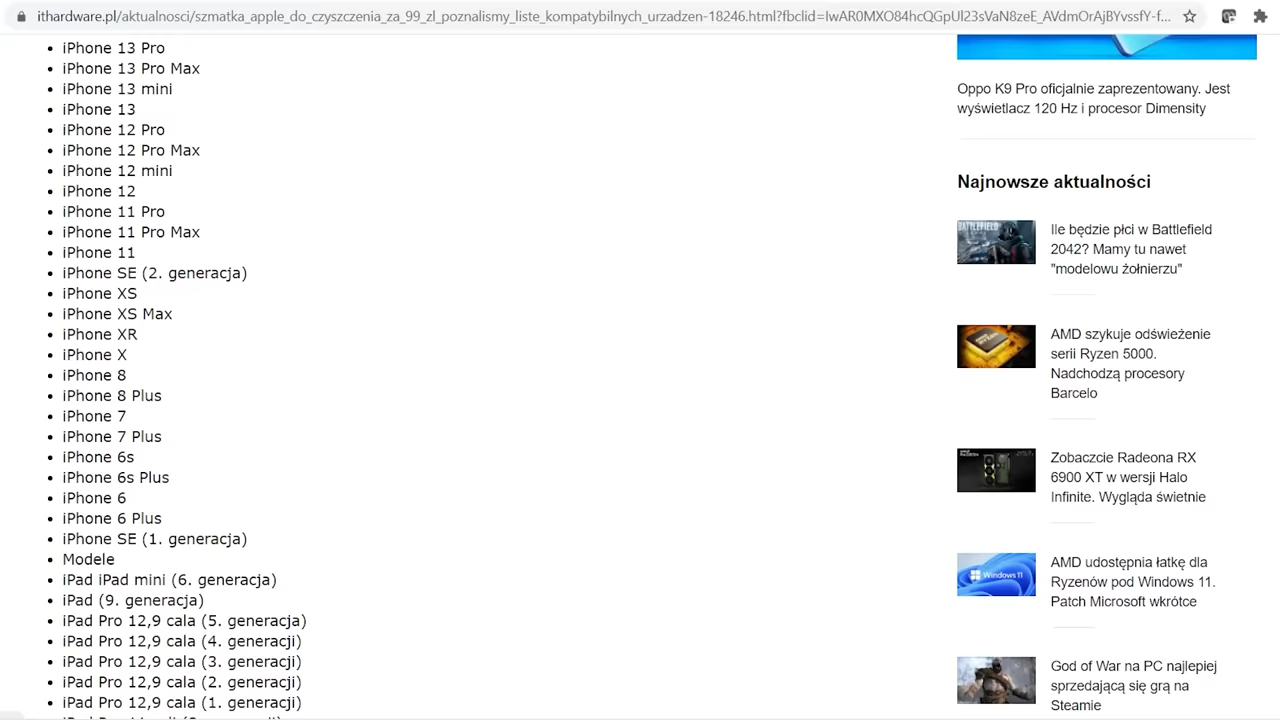 ithardware.pl/aktualnosci/szmatka_apple_do_czyszczenia_za_99_zl_poznalismy_liste_kompatybilnych_urzadzen-18246.html?fbclid=IwAR0MXO84hcQGpUl23sVaN8zeE_AVdmOrAjBYvssfY-f...
iPhone 13 Pro
iPhone 13 Pro Max
iPhone 13 mini
iPhone 13
iPhone 12 Pro
iPhone 12 Pro Max
iPhone 12 mini
iPhone 12
iPhone 11 Pro
iPhone 11 Pro Max
iPhone 11
iPhone SE (2. generacja)
iPhone XS
iPhone XS Max
iPhone XR
iPhone X
iPhone 8
iPhone 8 Plus
iPhone 7
iPhone 7 Plus
iPhone 6s
iPhone 6s Plus
iPhone 6
iPhone 6 Plus
iPhone SE (1. generacja)
Modele
iPad iPad mini (6. generacja)
iPad (9. generacja)
iPad Pro 12,9 cala (5. generacja)
iPad Pro 12,9 cala (4. generacji)
iPad Pro 12,9 cala (3. generacji)
iPad Pro 12,9 cala (2. generacji)
iPad Pro 12,9 cala (1. generacji)
Oppo K9 Pro oficjalnie zaprezentowany. Jest
wyświetlacz 120 Hz i procesor Dimensity
Najnowsze aktualności
BATTLEFIELD
Ile będzie płci w Battlefield
2042? Mamy tu nawet
"modelowu żołnierzu"
AMD szykuje odświeżenie
serii Ryzen 5000.
Nadchodzą procesory
Barcelo
Zobaczcie Radeona RX
6900 XT w wersji Halo
Infinite. Wygląda świetnie
Windows 11
AMD udostępnia łatkę dla
Ryzenów pod Windows 11.
Patch Microsoft wkrótce
God of War na PC najlepiej
sprzedającą się grą na
Steamie